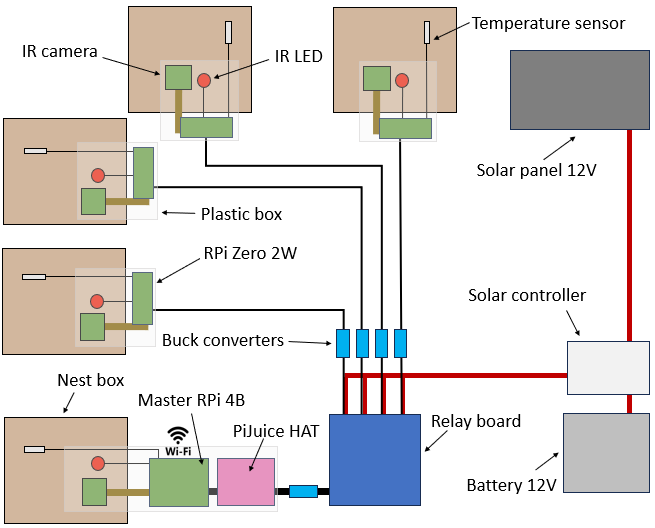 Temperature sensor
IR camera
IR LED
Solar panel 12V
Plastic box
RPi Zero 2W
Solar controller
Buck converters
Nest box
Master RPi 4B
Wi-Fi
PiJuice HAT
Relay board
Battery 12V